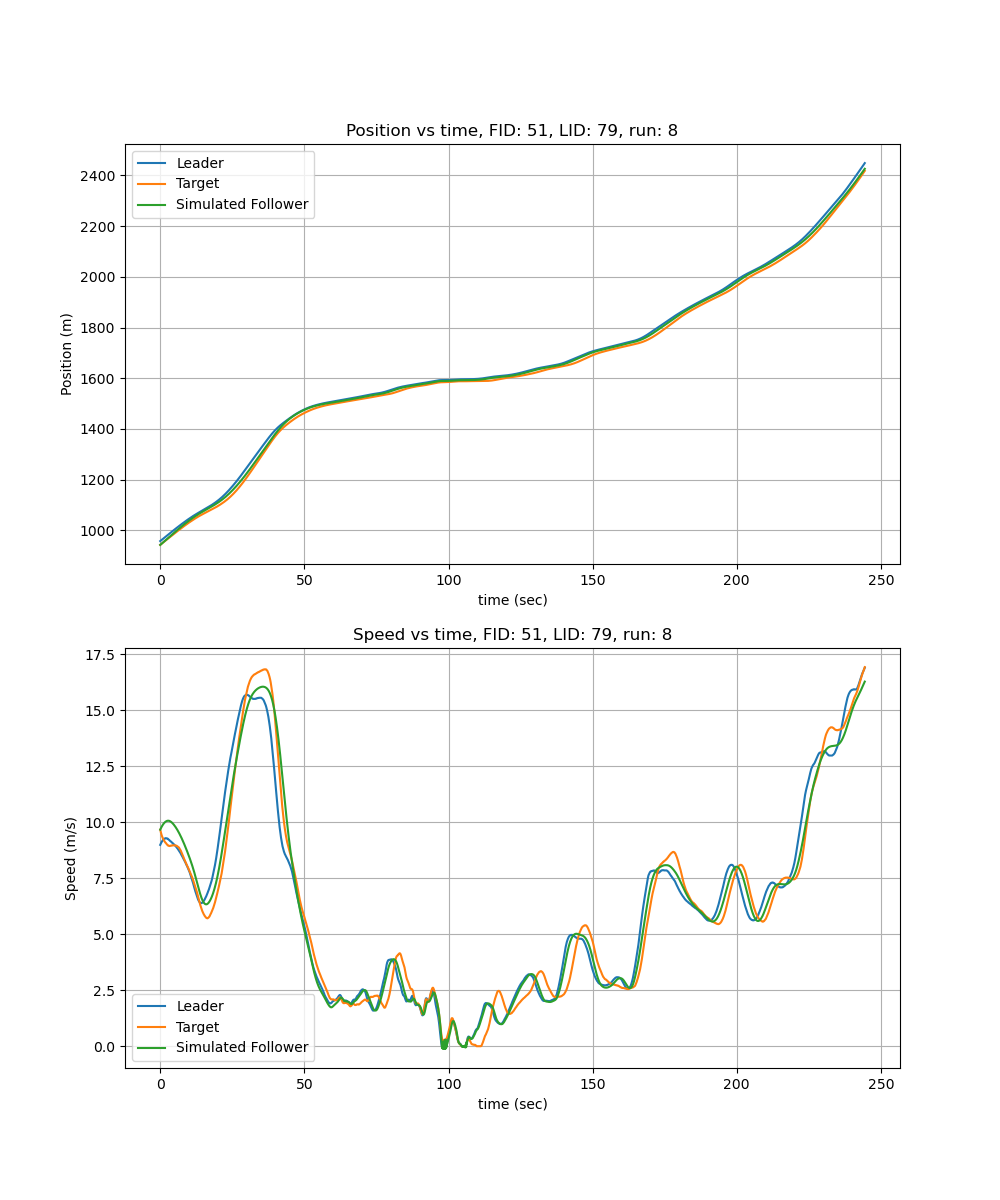 Position vs time, FID: 51, LID: 79, run: 8
Leader
Target
Simulated Follower
2400
2200
2000
1800
1600
1400
1200
1000
Position (m)
0 50 100 150 200 250
time (sec)
Speed vs time, FID: 51, LID: 79, run: 8
17.5
15.0
12.5
10.0
7.5
5.0
2.5
0.0
Speed (m/s)
Leader
Target
Simulated Follower
0 50 100 150 200 250
time (sec)